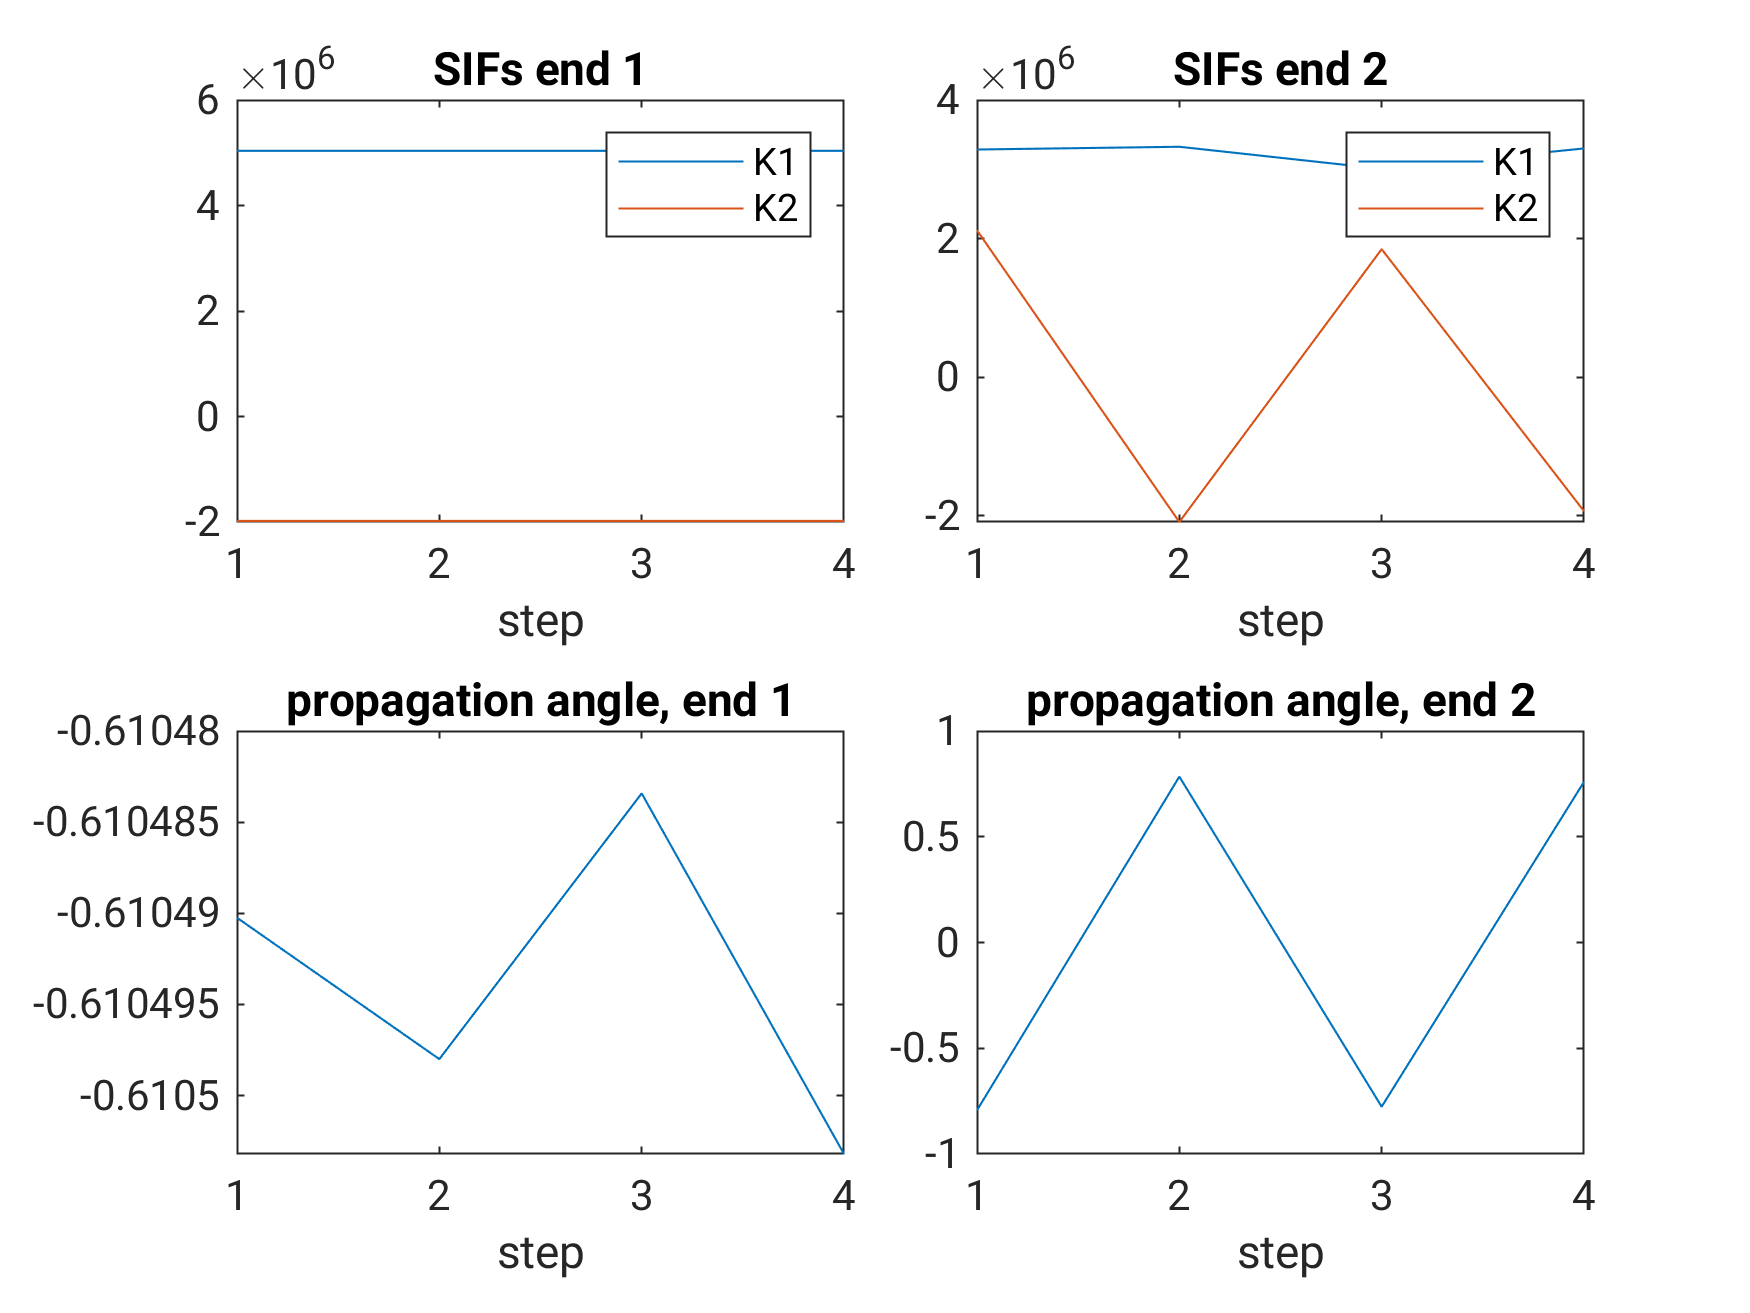 SIFs end 1
×10^6
6
4
2
0
-2
1 2 3 4
step
K1
K2
SIFs end 2
×10^6
4
2
0
-2
1 2 3 4
step
K1
K2
propagation angle, end 1
-0.61048
-0.610485
-0.61049
-0.610495
-0.6105
1 2 3 4
step
propagation angle, end 2
1
0.5
0
-0.5
-1
1 2 3 4
step